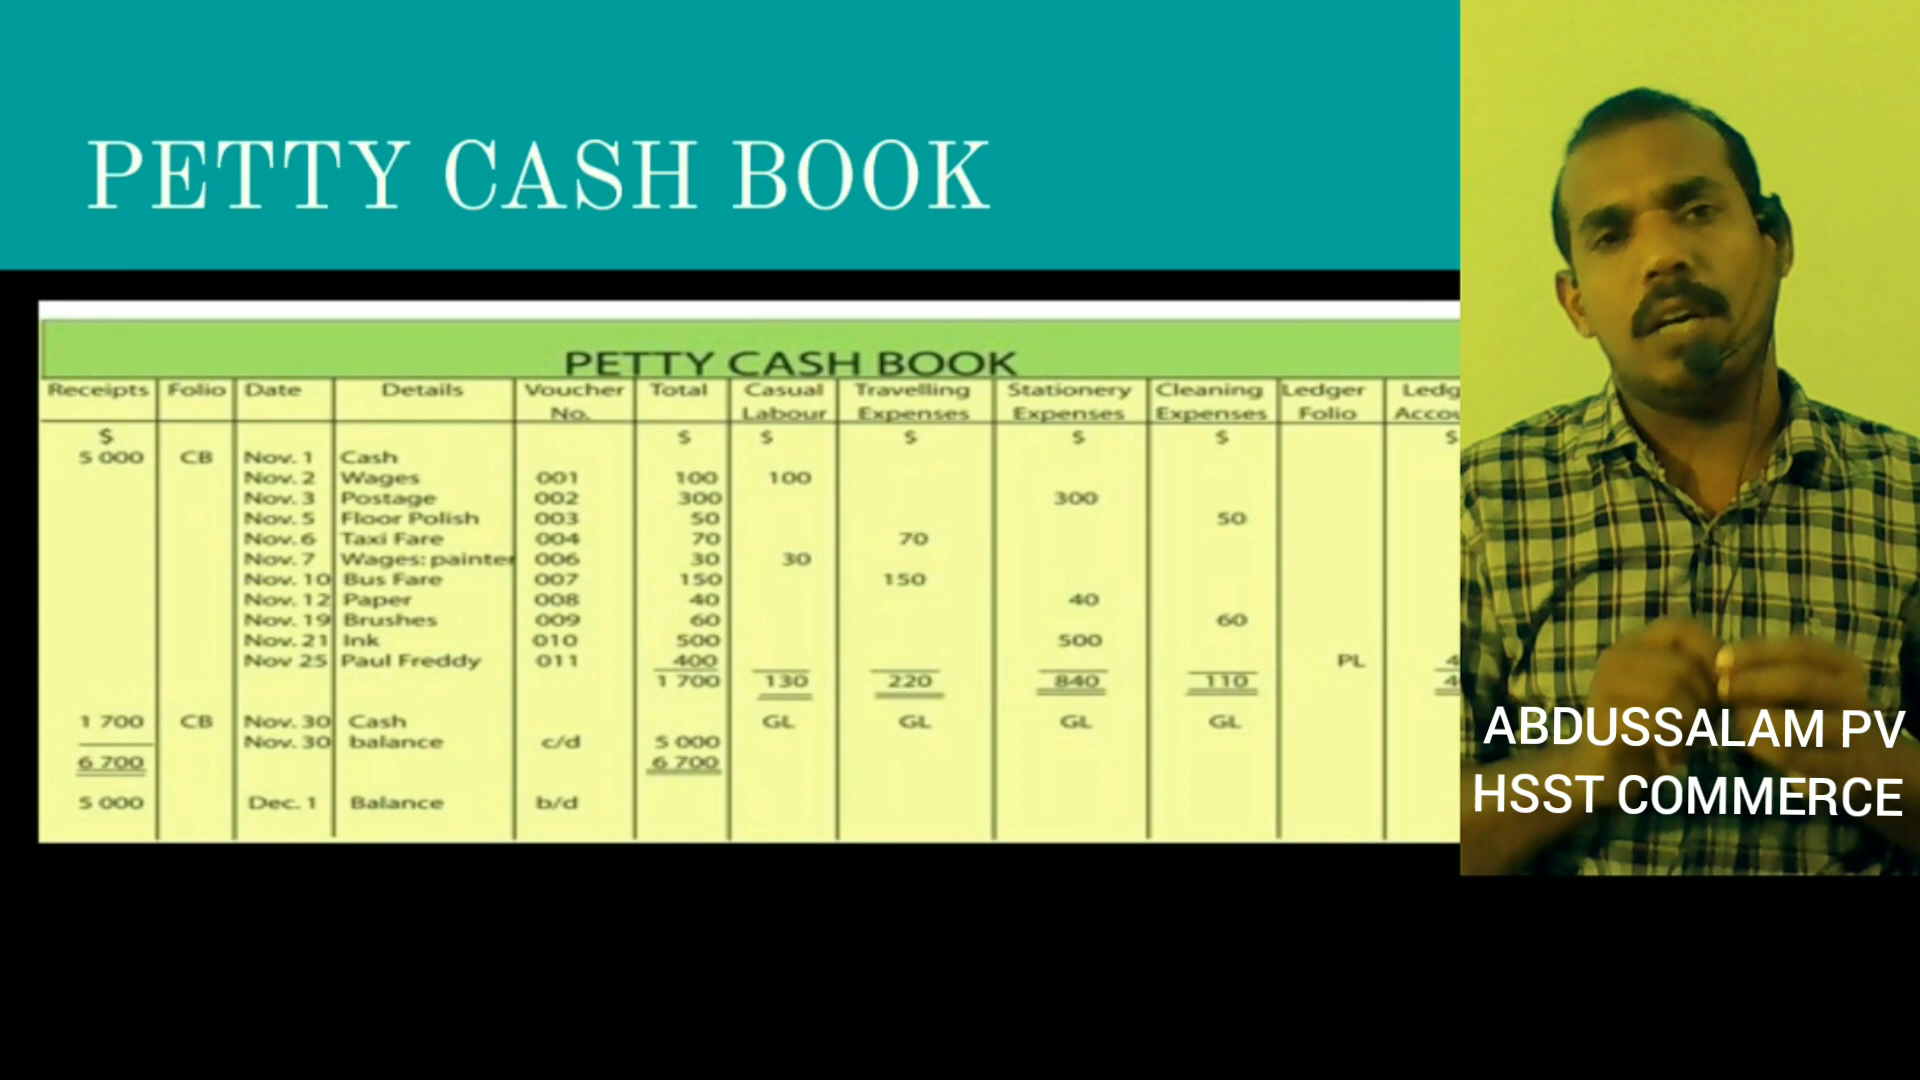 PETTY CASH BOOK
PETTY CASH BOOK
Receipts Folio Date Details Voucher No. Total Casual Labour Travelling Expenses Stationery Expenses Cleaning Expenses Ledger Folio
$ $ $ $ $ $ $
5 000 CB Nov. 1 Cash
Nov. 2 Wages 001 100 100
Nov. 3 Postage 002 300 300
Nov. 5 Floor Polish 003 50 50
Nov. 6 Taxi Fare 004 70 70
Nov. 7 Wages: painter 006 30 30
Nov. 10 Bus Fare 007 150 150
Nov. 12 Paper 008 40 40
Nov. 19 Brushes 009 60 60
Nov. 21 Ink 010 500 500
Nov 25 Paul Freddy 011 400 PL
1 700 130 220 840 110
1 700 CB Nov. 30 Cash GL GL GL GL
Nov. 30 balance c/d 5 000
6 700 6 700
5 000 Dec. 1 Balance b/d
ABDUSSALAM PV
HSST COMMERCE